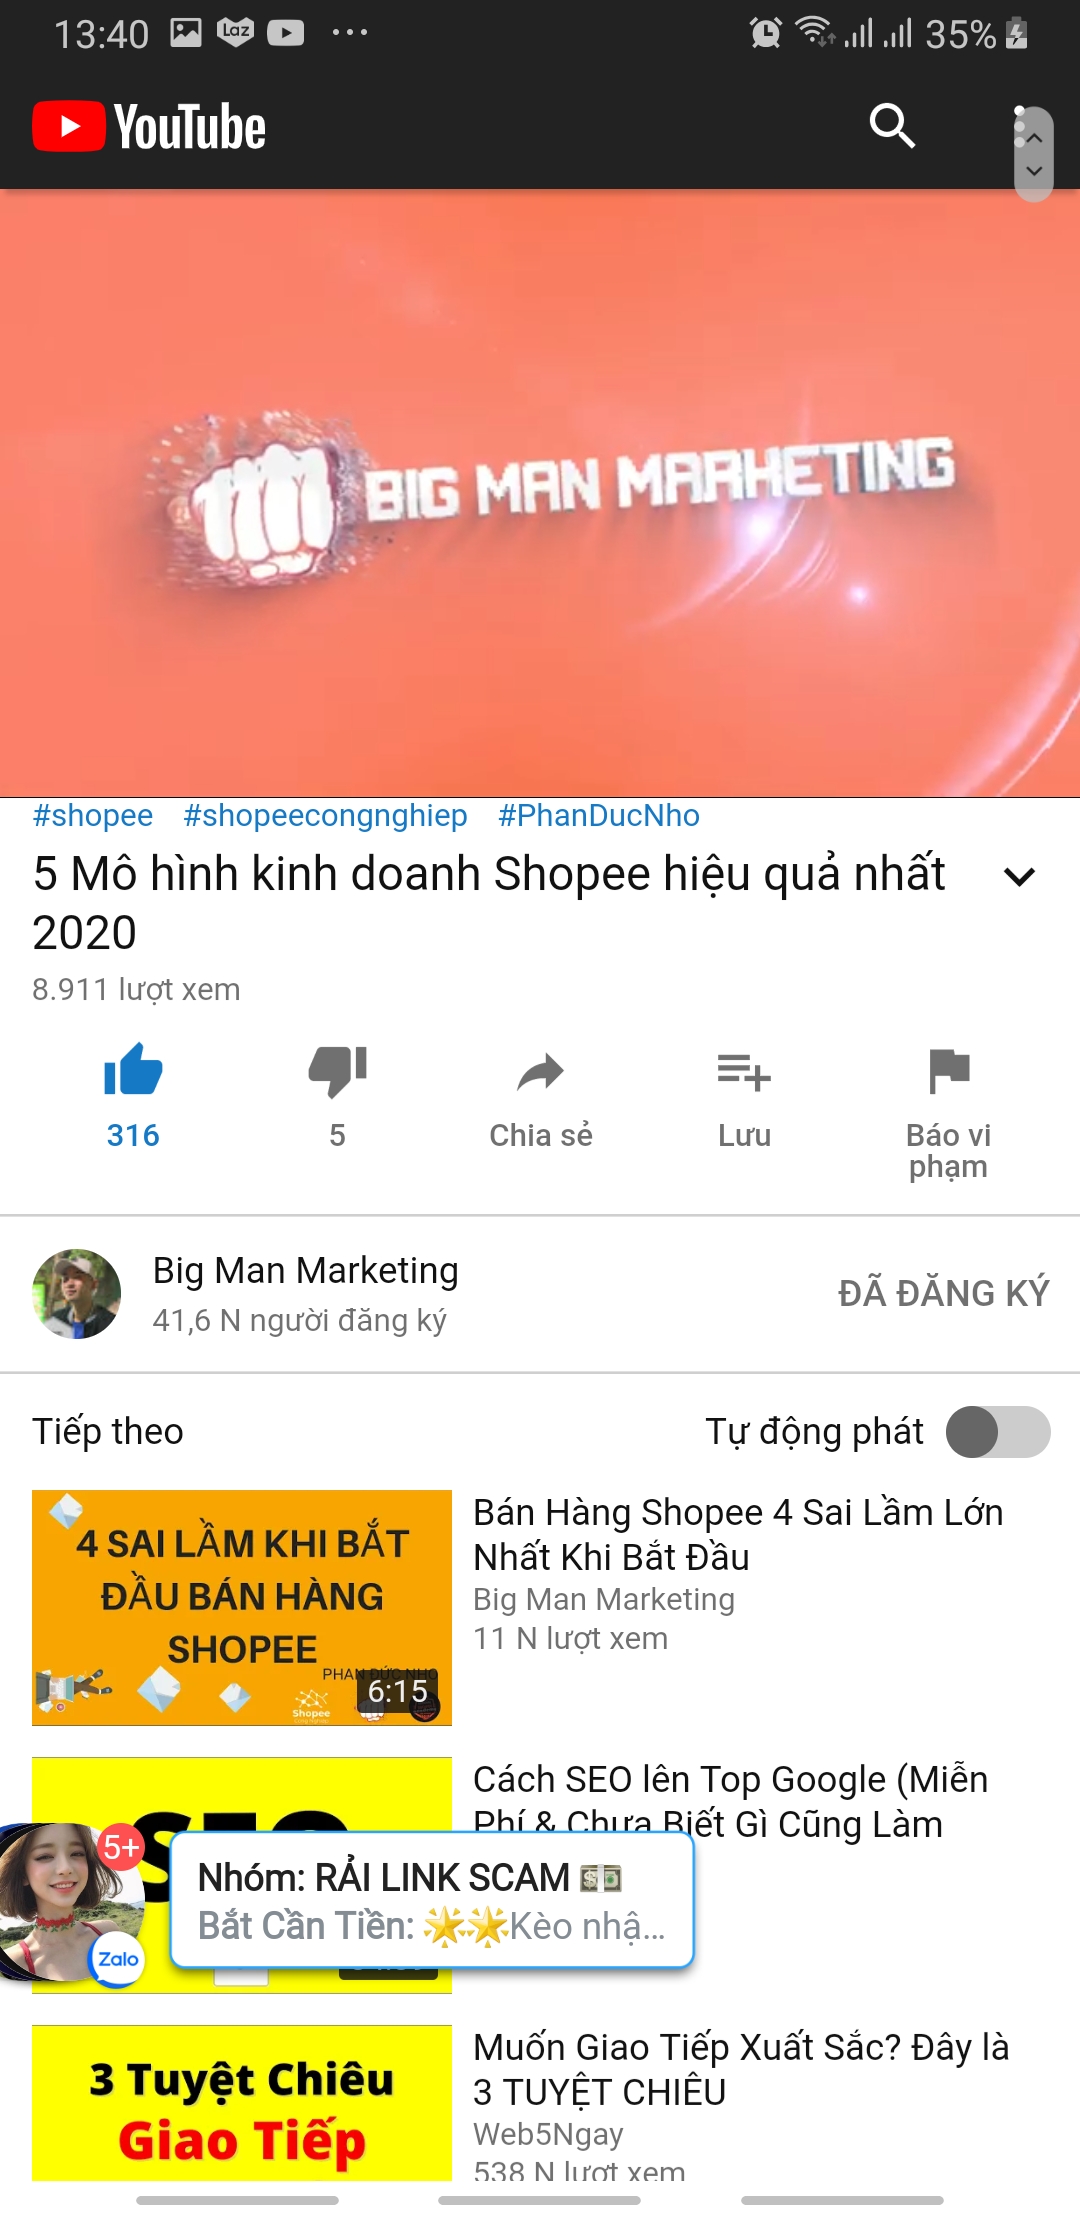 13:40
Laz
35%
YouTube
BIG MAN MARKETING
#shopee #shopeecongnghiep #PhanDucNho
5 Mô hình kinh doanh Shopee hiệu quả nhất
2020
8.911 lượt xem
316
5
Chia sẻ
Lưu
Báo vi
phạm
Big Man Marketing
41,6 N người đăng ký
ĐÃ ĐĂNG KÝ
Tiếp theo
Tự động phát
4 SAI LẦM KHI BẮT
ĐẦU BÁN HÀNG
SHOPEE
PHAN ĐỨC NHO
Shopee
6:15
Bán Hàng Shopee 4 Sai Lầm Lớn
Nhất Khi Bắt Đầu
Big Man Marketing
11 N lượt xem
SEO
Cách SEO lên Top Google (Miễn
Phí & Chưa Biết Gì Cũng Làm
5+
Zalo
Nhóm: RẢI LINK SCAM 💵
Bắt Cần Tiền: 🌟🌟Kèo nhậ...
3 Tuyệt Chiêu
Giao Tiếp
Muốn Giao Tiếp Xuất Sắc? Đây là
3 TUYỆT CHIÊU
Web5Ngay
538 N lượt xem